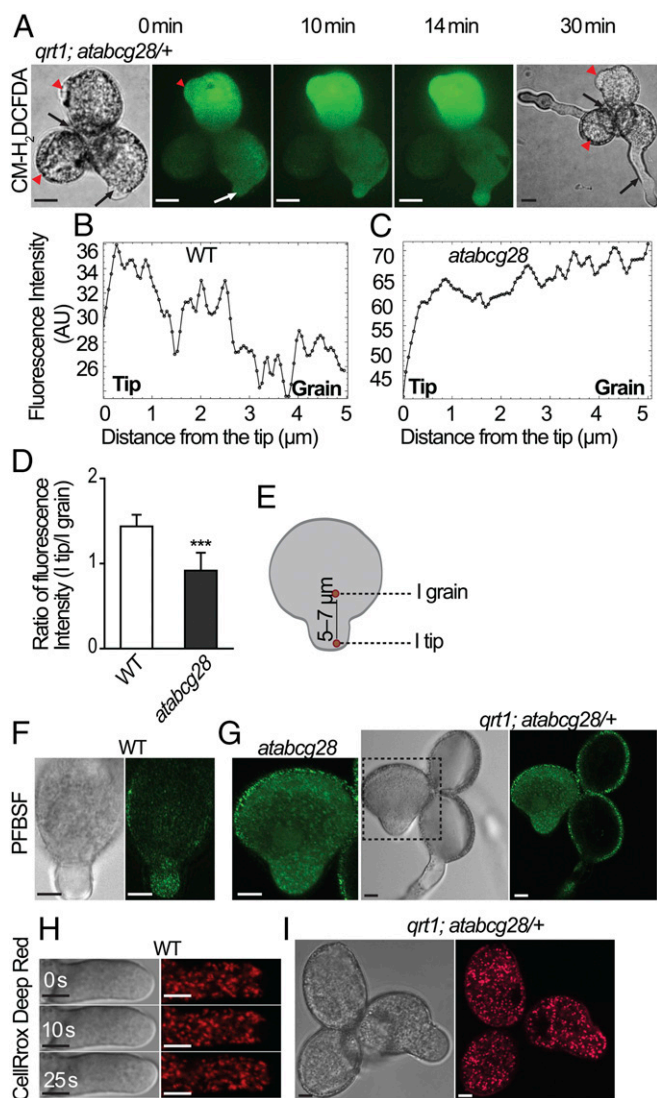 A
0 min
10 min
14 min
30 min
qrt1; atabcg28/+
CM-H₂DCFDA
B
C
WT
atabcg28
Fluorescence Intensity
(AU)
36
34
32
30
28
26
70
65
60
55
50
45
40
Tip
Grain
Tip
Grain
0
1
2
3
4
5
0
1
2
3
4
5
Distance from the tip (µm)
Distance from the tip (µm)
D
E
Ratio of fluorescence
Intensity (I tip/I grain)
2
1
0
***
WT
atabcg28
5–7 µm
I grain
I tip
F
WT
G
atabcg28
qrt1; atabcg28/+
PFBSF
H
WT
I
qrt1; atabcg28/+
CellRrox Deep Red
0s
10s
25s